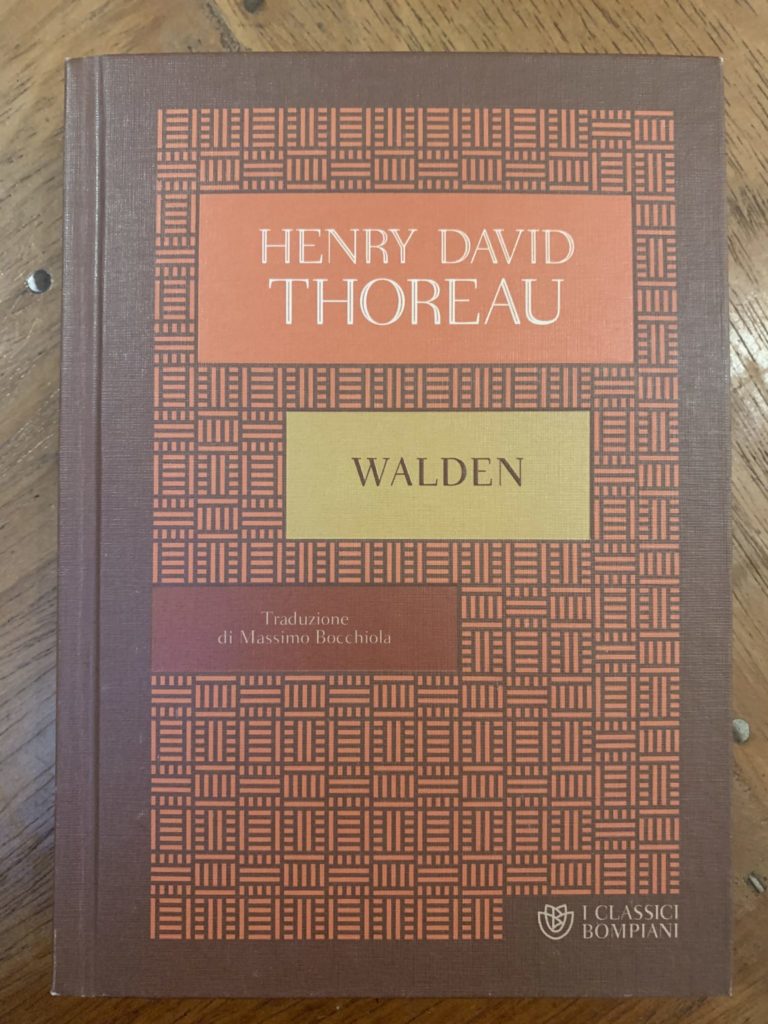 HENRY DAVID
THOREAU
WALDEN
Traduzione
di Massimo Bocchiola
I CLASSICI
BOMPIANI